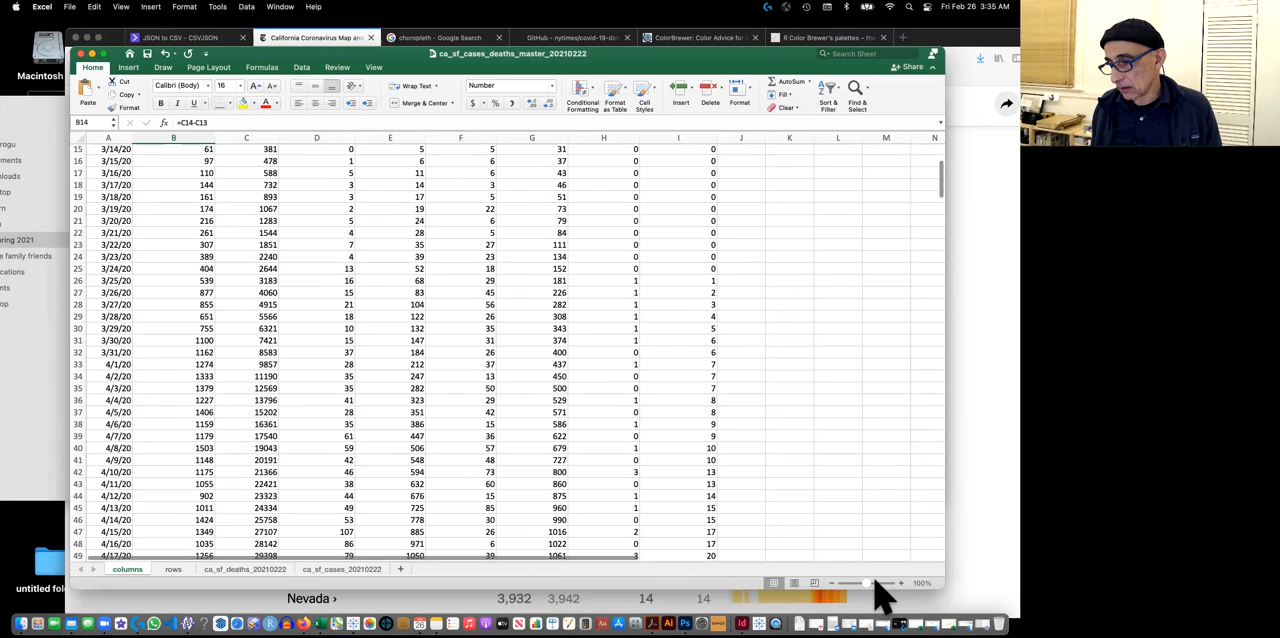 Excel File Edit View Insert Format Tools Data Window Help
Fri Feb 26 3:35 AM
JSON to CSV – CSVJSON
California Coronavirus Map an
choropleth - Google Search
GitHub - nytimes/covid-19-dat
ColorBrewer: Color Advice for
R Color Brewer's palettes – the
Macintosh
ca_sf_cases_deaths_master_20210222
Search Sheet
Home Insert Draw Page Layout Formulas Data Review View
Share
Paste
Cut
Copy
Format
Calibri (Body) 16
Wrap Text
Merge & Center
Number
Conditional Formatting
Format as Table
Cell Styles
Insert Delete Format
AutoSum
Fill
Clear
Sort & Filter
Find & Select
B14 fx =C14-C13
A B C D E F G H I J K L M N
15 3/14/20 61 381 0 5 5 31 0 0
16 3/15/20 97 478 1 6 6 37 0 0
17 3/16/20 110 588 5 11 6 43 0 0
18 3/17/20 144 732 3 14 3 46 0 0
19 3/18/20 161 893 3 17 5 51 0 0
20 3/19/20 174 1067 2 19 22 73 0 0
21 3/20/20 216 1283 5 24 6 79 0 0
22 3/21/20 261 1544 4 28 5 84 0 0
23 3/22/20 307 1851 7 35 27 111 0 0
24 3/23/20 389 2240 4 39 23 134 0 0
25 3/24/20 404 2644 13 52 18 152 0 0
26 3/25/20 539 3183 16 68 29 181 1 1
27 3/26/20 877 4060 15 83 45 226 1 2
28 3/27/20 855 4915 21 104 56 282 1 3
29 3/28/20 651 5566 18 122 26 308 1 4
30 3/29/20 755 6321 10 132 35 343 1 5
31 3/30/20 1100 7421 15 147 31 374 1 6
32 3/31/20 1162 8583 37 184 26 400 0 6
33 4/1/20 1274 9857 28 212 37 437 1 7
34 4/2/20 1333 11190 35 247 13 450 0 7
35 4/3/20 1379 12569 35 282 50 500 0 7
36 4/4/20 1227 13796 41 323 29 529 1 8
37 4/5/20 1406 15202 28 351 42 571 0 8
38 4/6/20 1159 16361 35 386 15 586 1 9
39 4/7/20 1179 17540 61 447 36 622 0 9
40 4/8/20 1503 19043 59 506 57 679 1 10
41 4/9/20 1148 20191 42 548 48 727 0 10
42 4/10/20 1175 21366 46 594 73 800 3 13
43 4/11/20 1055 22421 38 632 60 860 0 13
44 4/12/20 902 23323 44 676 15 875 1 14
45 4/13/20 1011 24334 49 725 85 960 1 15
46 4/14/20 1424 25758 53 778 30 990 0 15
47 4/15/20 1349 27107 107 885 26 1016 2 17
48 4/16/20 1035 28142 86 971 6 1022 0 17
49 4/17/20 1256 29398 79 1050 39 1061 3 20
columns rows ca_sf_deaths_20210222 ca_sf_cases_20210222 +
100%
rogu
ments
nloads
top
rn
ring 2021
e family friends
ications
nts
op
untitled fol
Nevada › 3,932 3,942 14 14